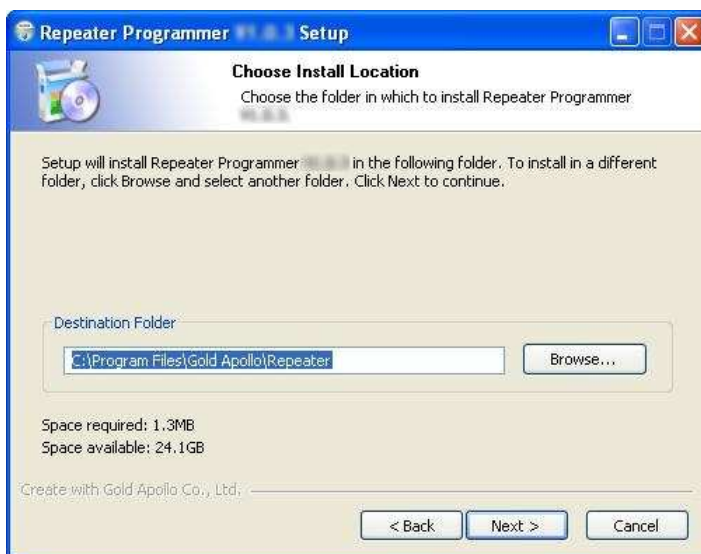 Repeater Programmer Setup
Choose Install Location
Choose the folder in which to install Repeater Programmer
Setup will install Repeater Programmer in the following folder. To install in a different
folder, click Browse and select another folder. Click Next to continue.
Destination Folder
C:\Program Files\Gold Apollo\Repeater
Browse...
Space required: 1.3MB
Space available: 24.1GB
Create with Gold Apollo Co., Ltd.
< Back
Next >
Cancel